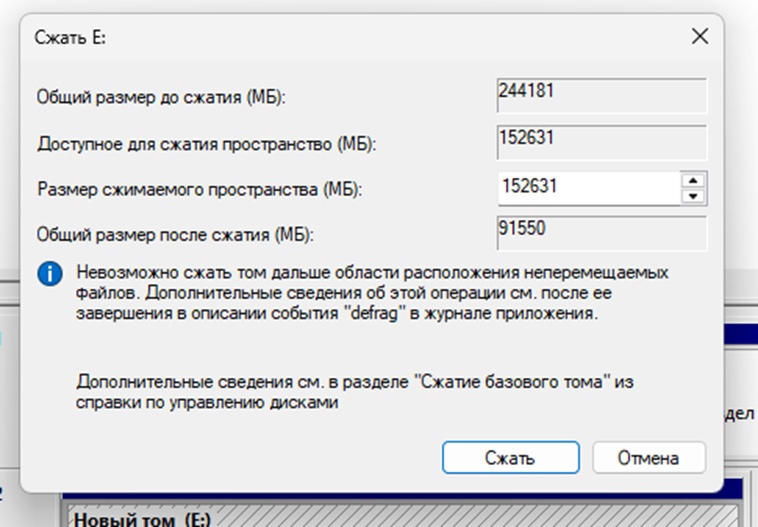 Сжать E:
Общий размер до сжатия (МБ):
244181
Доступное для сжатия пространство (МБ):
152631
Размер сжимаемого пространства (МБ):
152631
Общий размер после сжатия (МБ):
91550
Невозможно сжать том дальше области расположения неперемещаемых
файлов. Дополнительные сведения об этой операции см. после ее
завершения в описании события "defrag" в журнале приложения.
Дополнительные сведения см. в разделе "Сжатие базового тома" из
справки по управлению дисками
дел
Сжать
Отмена
Новый том (E:)